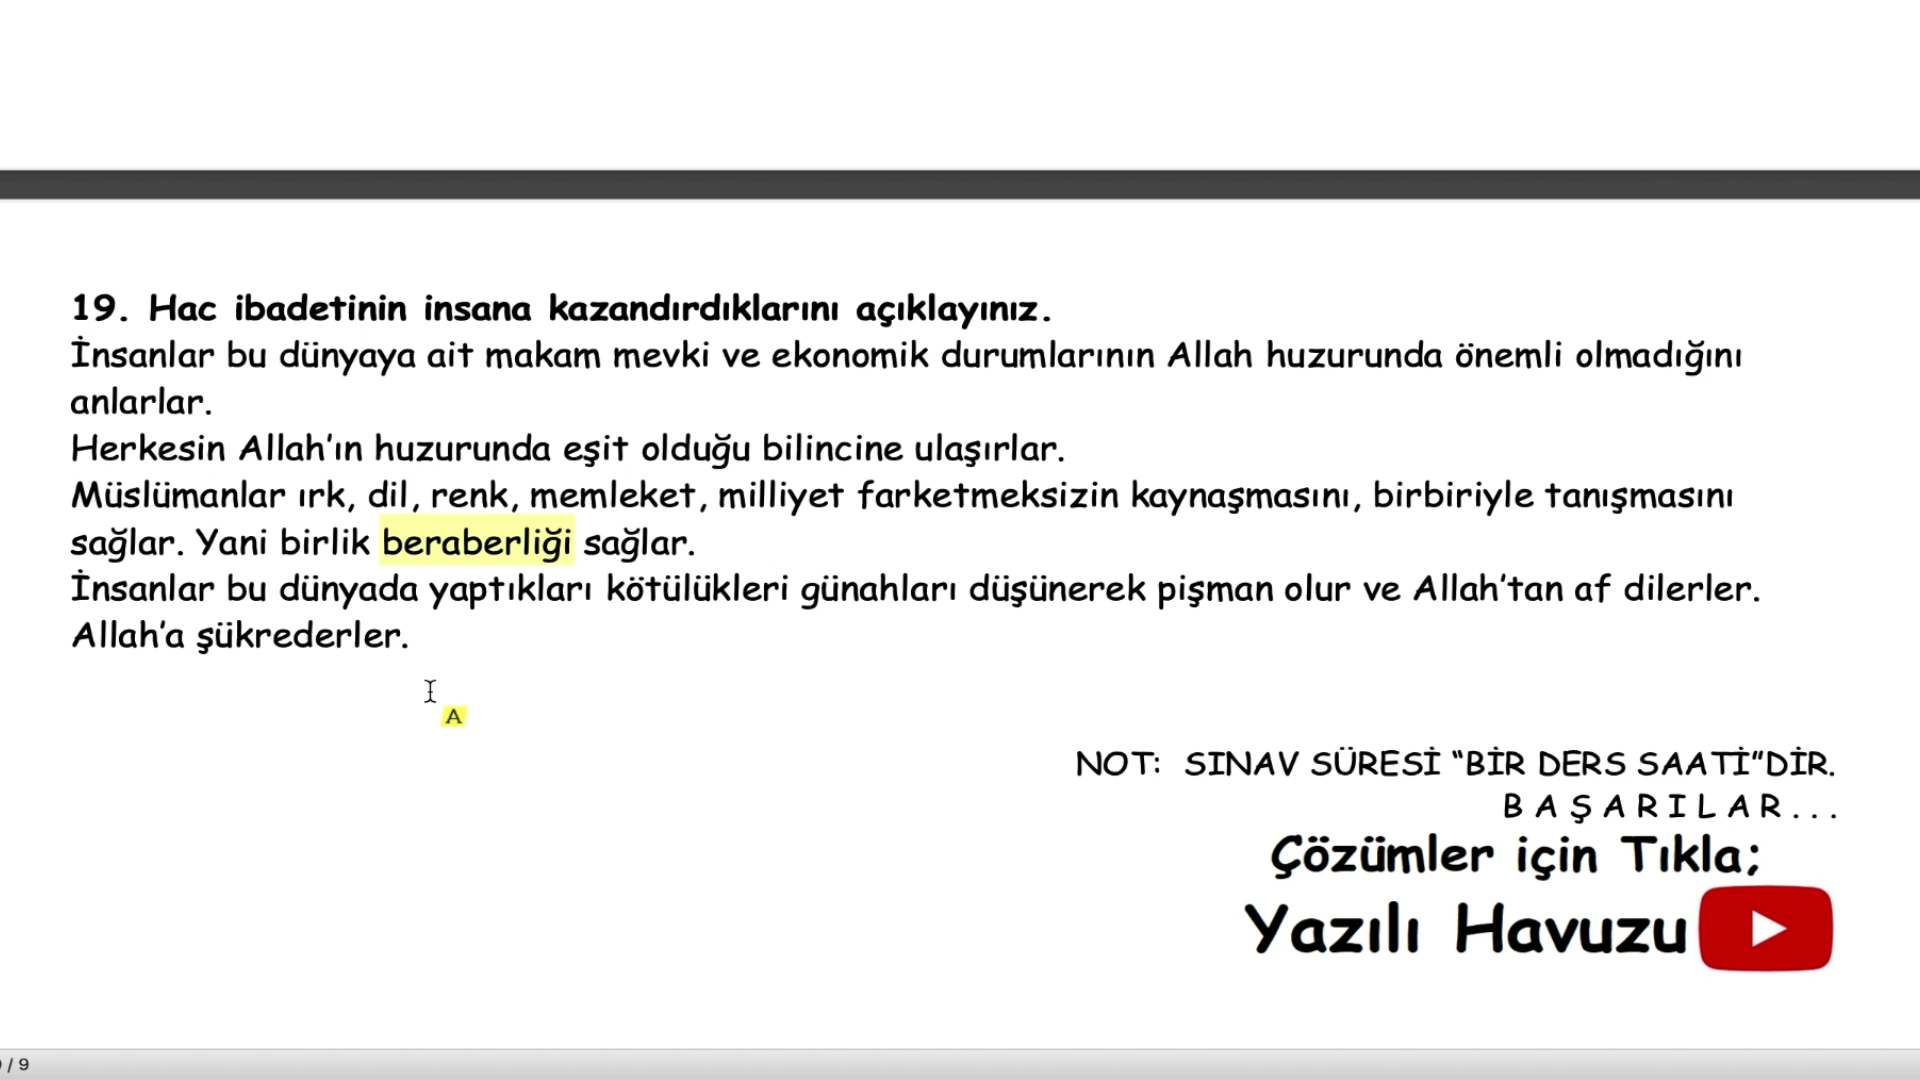 19. Hac ibadetinin insana kazandırdıklarını açıklayınız.
İnsanlar bu dünyaya ait makam mevki ve ekonomik durumlarının Allah huzurunda önemli olmadığını
anlarlar.
Herkesin Allah’ın huzurunda eşit olduğu bilincine ulaşırlar.
Müslümanlar ırk, dil, renk, memleket, milliyet farketmeksizin kaynaşmasını, birbiriyle tanışmasını
sağlar. Yani birlik beraberliği sağlar.
İnsanlar bu dünyada yaptıkları kötülükleri günahları düşünerek pişman olur ve Allah’tan af dilerler.
Allah’a şükrederler.
A
NOT: SINAV SÜRESİ “BİR DERS SAATİ”DİR.
B A Ş A R I L A R . . .
Çözümler için Tıkla;
Yazılı Havuzu
/ 9